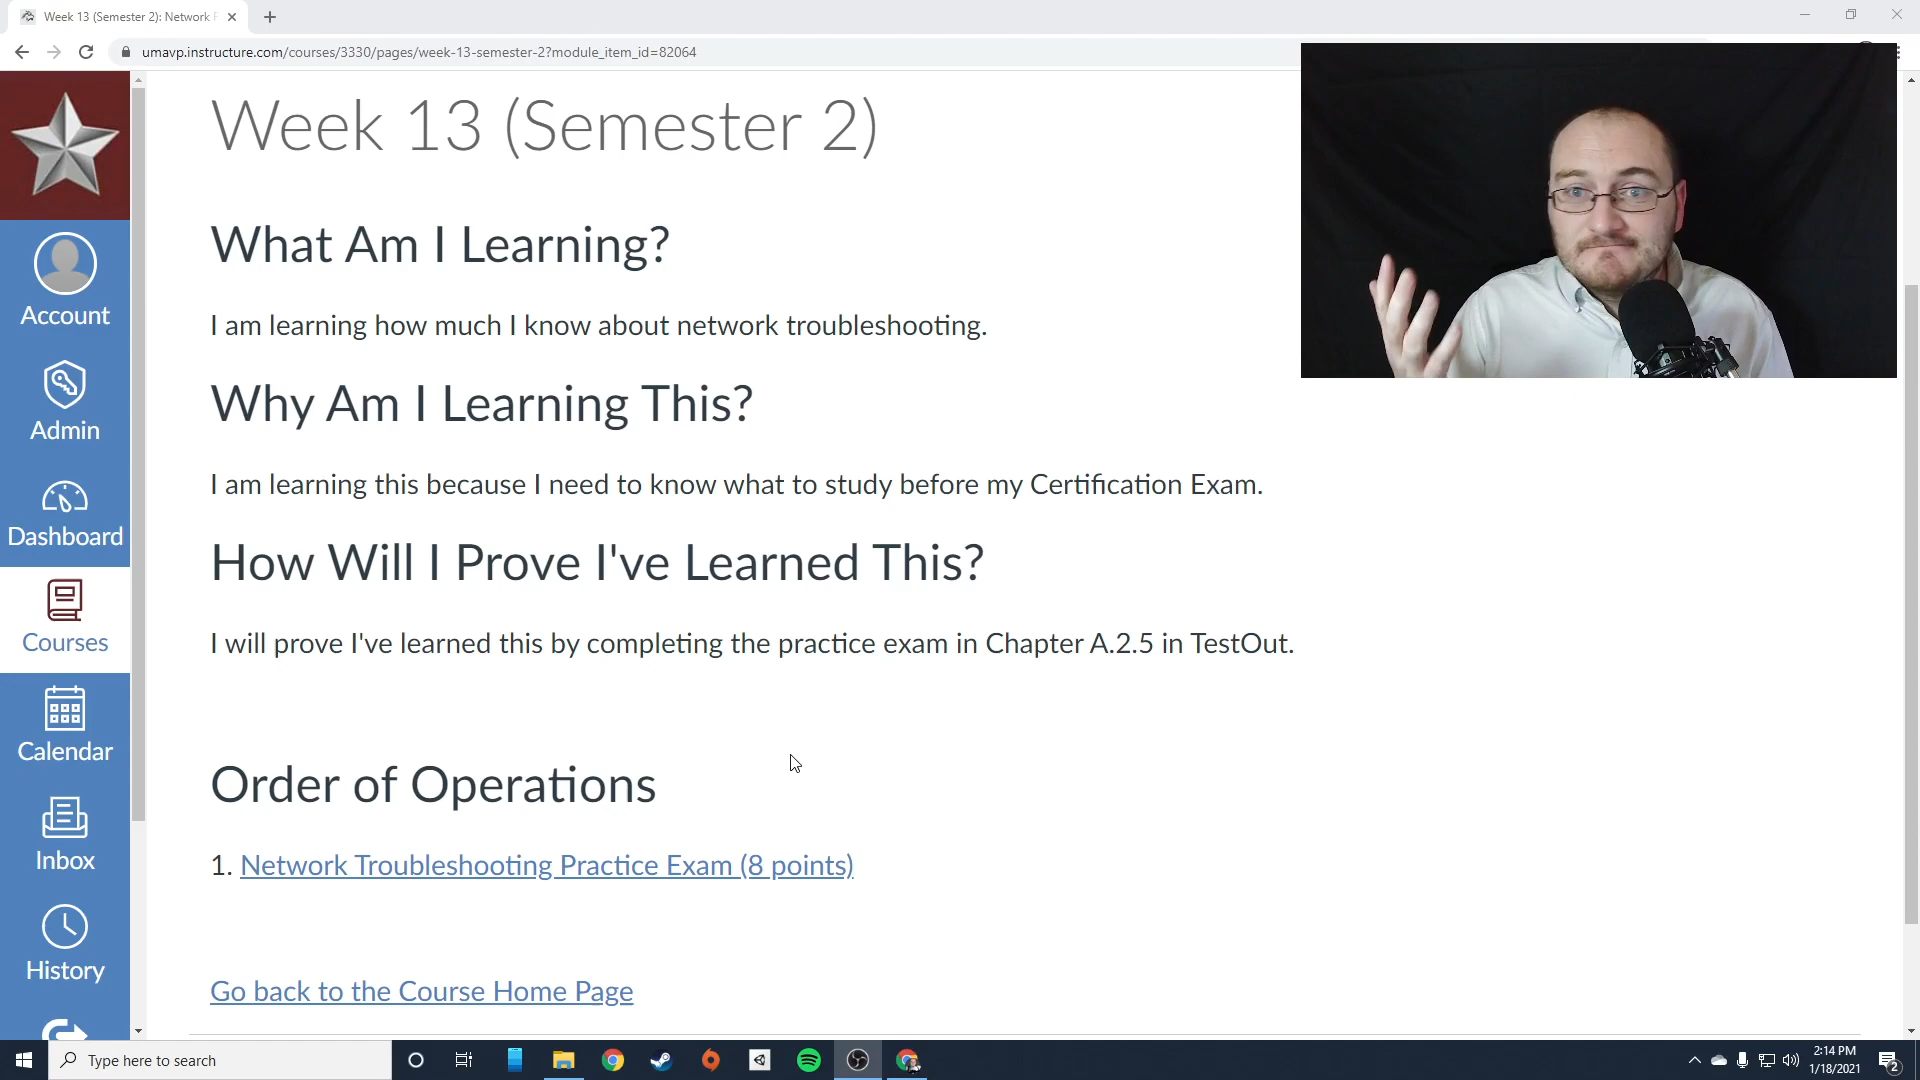 Week 13 (Semester 2): Network P
umavp.instructure.com/courses/3330/pages/week-13-semester-2?module_item_id=82064
Week 13 (Semester 2)
What Am I Learning?
I am learning how much I know about network troubleshooting.
Why Am I Learning This?
I am learning this because I need to know what to study before my Certification Exam.
How Will I Prove I've Learned This?
I will prove I've learned this by completing the practice exam in Chapter A.2.5 in TestOut.
Order of Operations
1. Network Troubleshooting Practice Exam (8 points)
Go back to the Course Home Page
Account
Admin
Dashboard
Courses
Calendar
Inbox
History
Type here to search
2:14 PM
1/18/2021
2